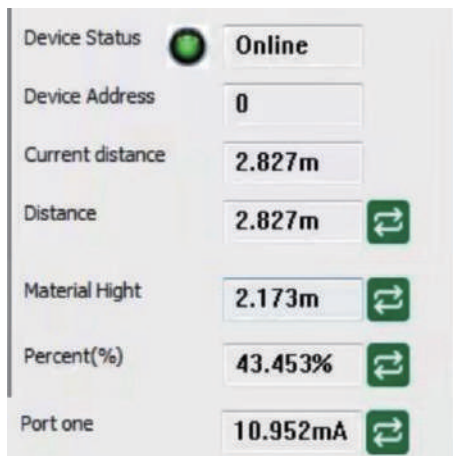 Device Status Online
Device Address 0
Current distance 2.827m
Distance 2.827m
Material Hight 2.173m
Percent(%) 43.453%
Port one 10.952mA